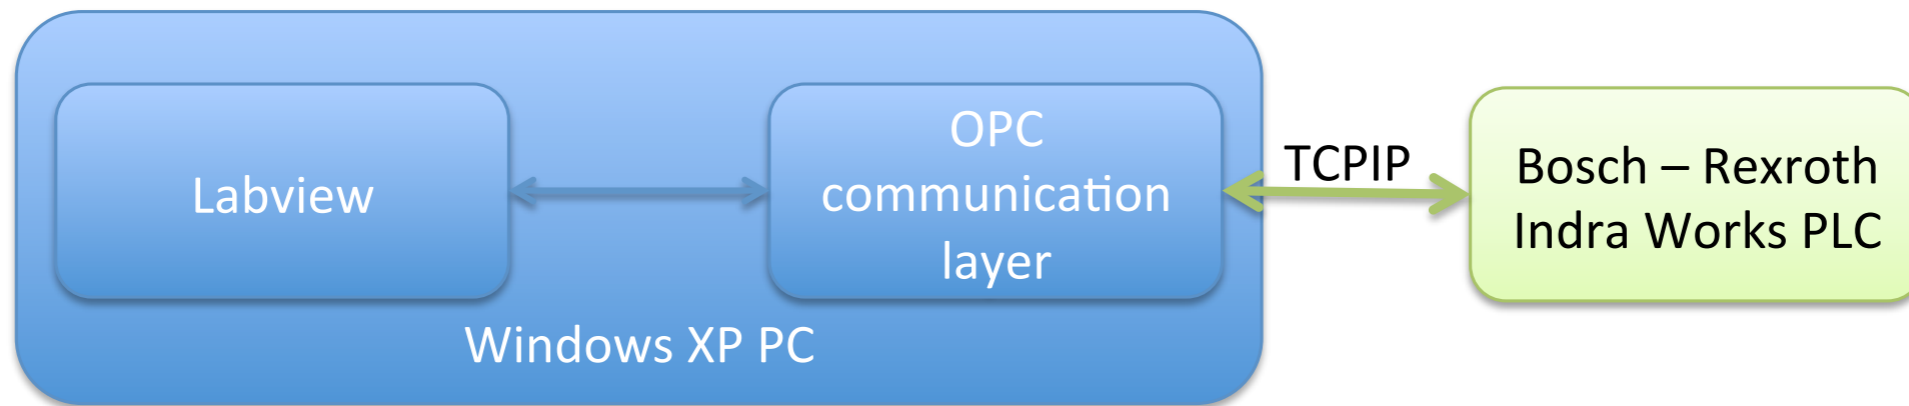 Labview
OPC
communication
layer
Windows XP PC
TCPIP
Bosch – Rexroth
Indra Works PLC